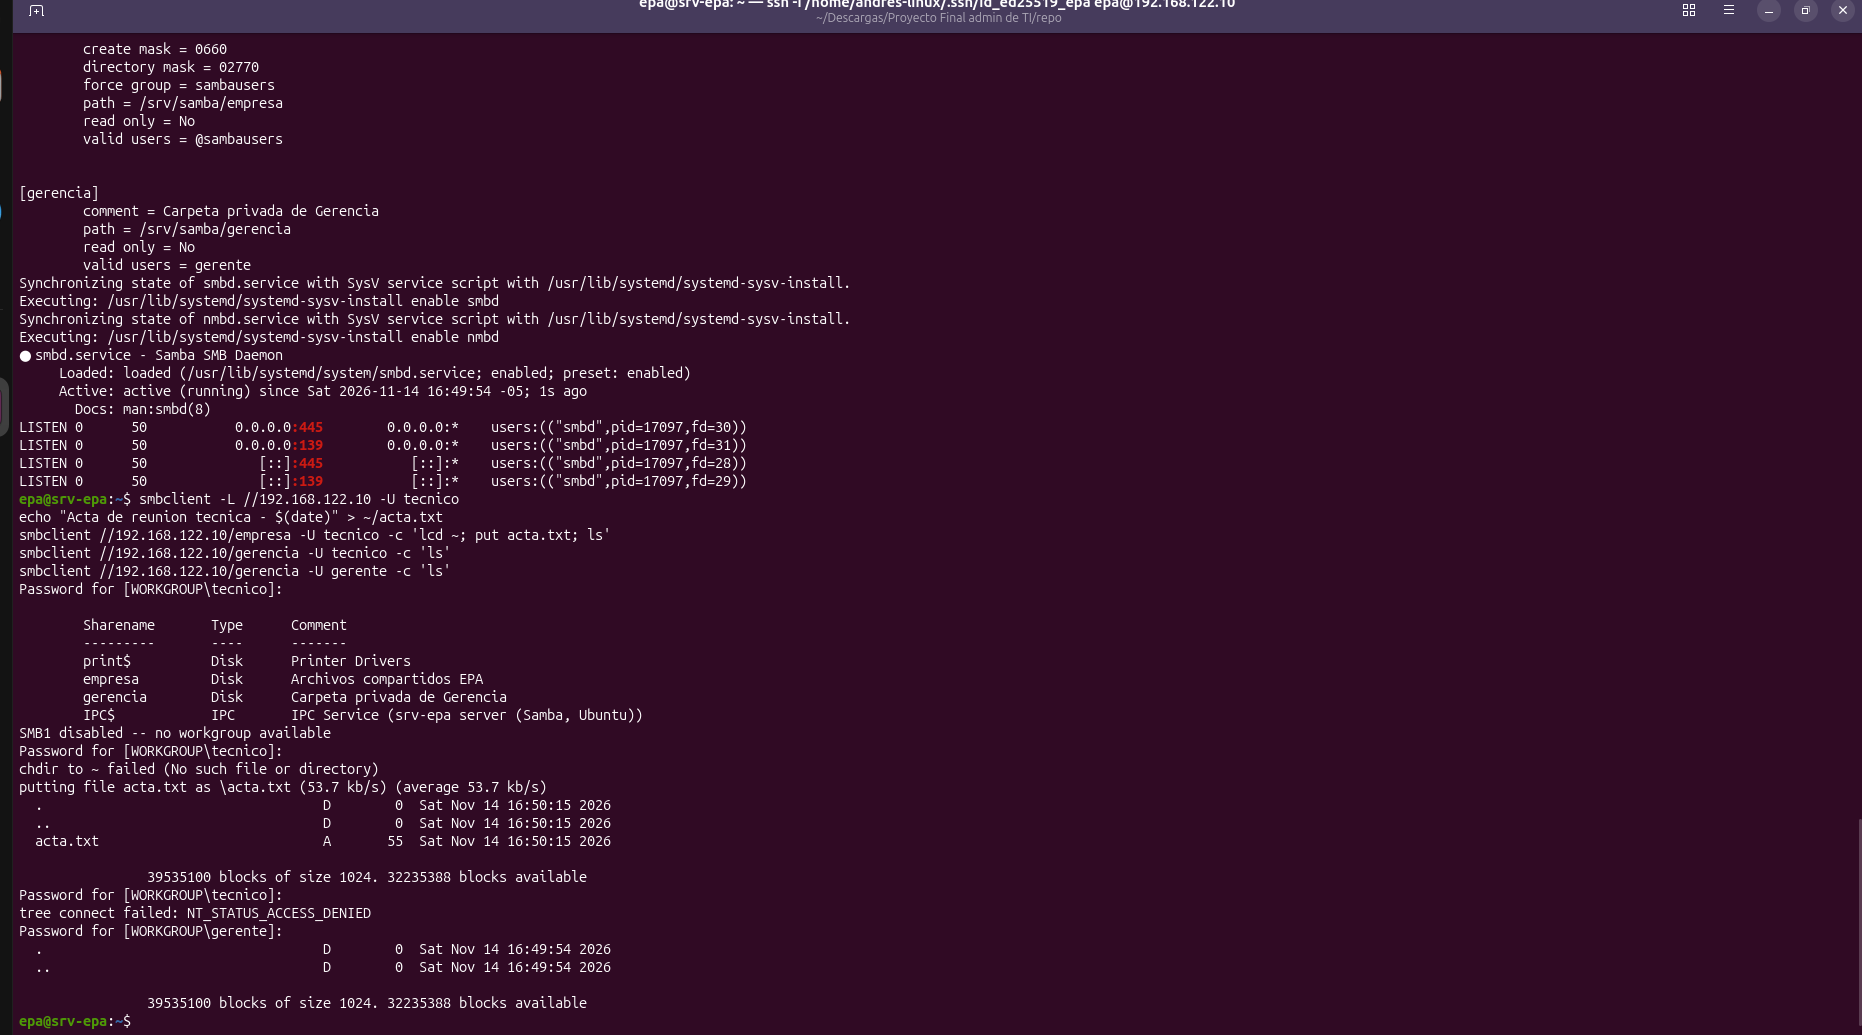 epa@srv-epa: ~ — ssh -i /home/andres-linux/.ssh/id_ed25519_epa epa@192.168.122.10
~/Descargas/Proyecto Final admin de TI/repo
create mask = 0660
directory mask = 02770
force group = sambausers
path = /srv/samba/empresa
read only = No
valid users = @sambausers
[gerencia]
comment = Carpeta privada de Gerencia
path = /srv/samba/gerencia
read only = No
valid users = gerente
Synchronizing state of smbd.service with SysV service script with /usr/lib/systemd/systemd-sysv-install.
Executing: /usr/lib/systemd/systemd-sysv-install enable smbd
Synchronizing state of nmbd.service with SysV service script with /usr/lib/systemd/systemd-sysv-install.
Executing: /usr/lib/systemd/systemd-sysv-install enable nmbd
● smbd.service - Samba SMB Daemon
Loaded: loaded (/usr/lib/systemd/system/smbd.service; enabled; preset: enabled)
Active: active (running) since Sat 2026-11-14 16:49:54 -05; 1s ago
Docs: man:smbd(8)
LISTEN 0      50           0.0.0.0:445        0.0.0.0:*    users:(("smbd",pid=17097,fd=30))
LISTEN 0      50           0.0.0.0:139        0.0.0.0:*    users:(("smbd",pid=17097,fd=31))
LISTEN 0      50              [::]:445           [::]:*    users:(("smbd",pid=17097,fd=28))
LISTEN 0      50              [::]:139           [::]:*    users:(("smbd",pid=17097,fd=29))
epa@srv-epa:~$ smbclient -L //192.168.122.10 -U tecnico
echo "Acta de reunion tecnica - $(date)" > ~/acta.txt
smbclient //192.168.122.10/empresa -U tecnico -c 'lcd ~; put acta.txt; ls'
smbclient //192.168.122.10/gerencia -U tecnico -c 'ls'
smbclient //192.168.122.10/gerencia -U gerente -c 'ls'
Password for [WORKGROUP\tecnico]:
Sharename       Type      Comment
---------       ----      -------
print$          Disk      Printer Drivers
empresa         Disk      Archivos compartidos EPA
gerencia        Disk      Carpeta privada de Gerencia
IPC$            IPC       IPC Service (srv-epa server (Samba, Ubuntu))
SMB1 disabled -- no workgroup available
Password for [WORKGROUP\tecnico]:
chdir to ~ failed (No such file or directory)
putting file acta.txt as \acta.txt (53.7 kb/s) (average 53.7 kb/s)
.                                   D        0  Sat Nov 14 16:50:15 2026
..                                  D        0  Sat Nov 14 16:50:15 2026
acta.txt                            A       55  Sat Nov 14 16:50:15 2026
39535100 blocks of size 1024. 32235388 blocks available
Password for [WORKGROUP\tecnico]:
tree connect failed: NT_STATUS_ACCESS_DENIED
Password for [WORKGROUP\gerente]:
.                                   D        0  Sat Nov 14 16:49:54 2026
..                                  D        0  Sat Nov 14 16:49:54 2026
39535100 blocks of size 1024. 32235388 blocks available
epa@srv-epa:~$